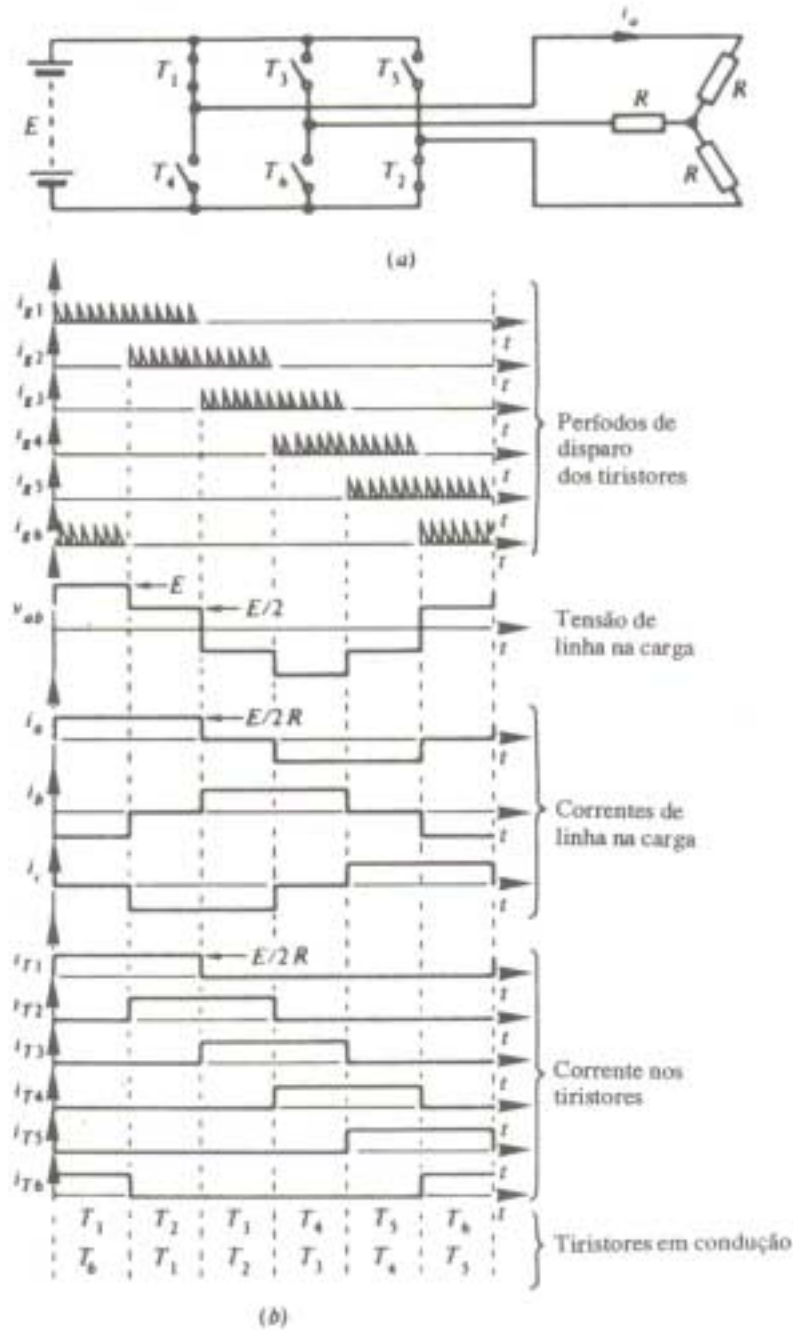 i_a
T_1
T_3
T_5
E
R
R
R
T_4
T_6
T_2
(a)
i_g1
t
i_g2
t
i_g3
t
i_g4
t
i_g5
t
i_g6
t
Períodos de
disparo
dos tiristores
v_ab
E
E/2
t
Tensão de
linha na carga
i_a
E/2 R
t
i_b
t
i_c
t
Correntes de
linha na carga
i_T1
E/2 R
t
i_T2
t
i_T3
t
i_T4
t
i_T5
t
i_T6
t
Corrente nos
tiristores
T_1 T_2 T_3 T_4 T_5 T_6
T_6 T_1 T_2 T_3 T_4 T_5
Tiristores em condução
(b)